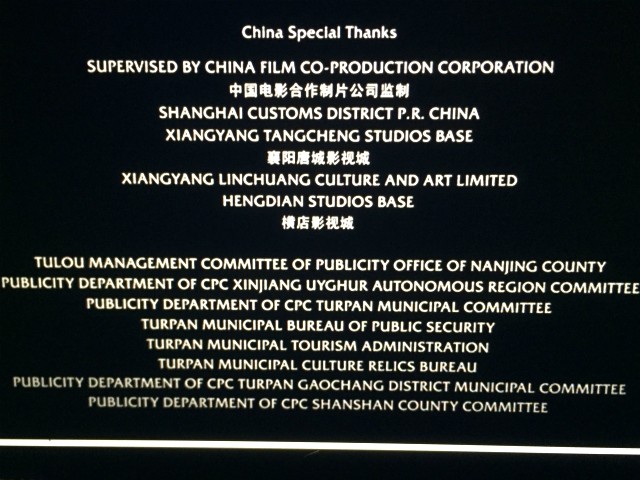 China Special Thanks
SUPERVISED BY CHINA FILM CO-PRODUCTION CORPORATION
中国电影合作制片公司监制
SHANGHAI CUSTOMS DISTRICT P.R. CHINA
XIANGYANG TANGCHENG STUDIOS BASE
襄阳唐城影视城
XIANGYANG LINCHUANG CULTURE AND ART LIMITED
HENGDIAN STUDIOS BASE
横店影视城
TULOU MANAGEMENT COMMITTEE OF PUBLICITY OFFICE OF NANJING COUNTY
PUBLICITY DEPARTMENT OF CPC XINJIANG UYGHUR AUTONOMOUS REGION COMMITTEE
PUBLICITY DEPARTMENT OF CPC TURPAN MUNICIPAL COMMITTEE
TURPAN MUNICIPAL BUREAU OF PUBLIC SECURITY
TURPAN MUNICIPAL TOURISM ADMINISTRATION
TURPAN MUNICIPAL CULTURE RELICS BUREAU
PUBLICITY DEPARTMENT OF CPC TURPAN GAOCHANG DISTRICT MUNICIPAL COMMITTEE
PUBLICITY DEPARTMENT OF CPC SHANSHAN COUNTY COMMITTEE